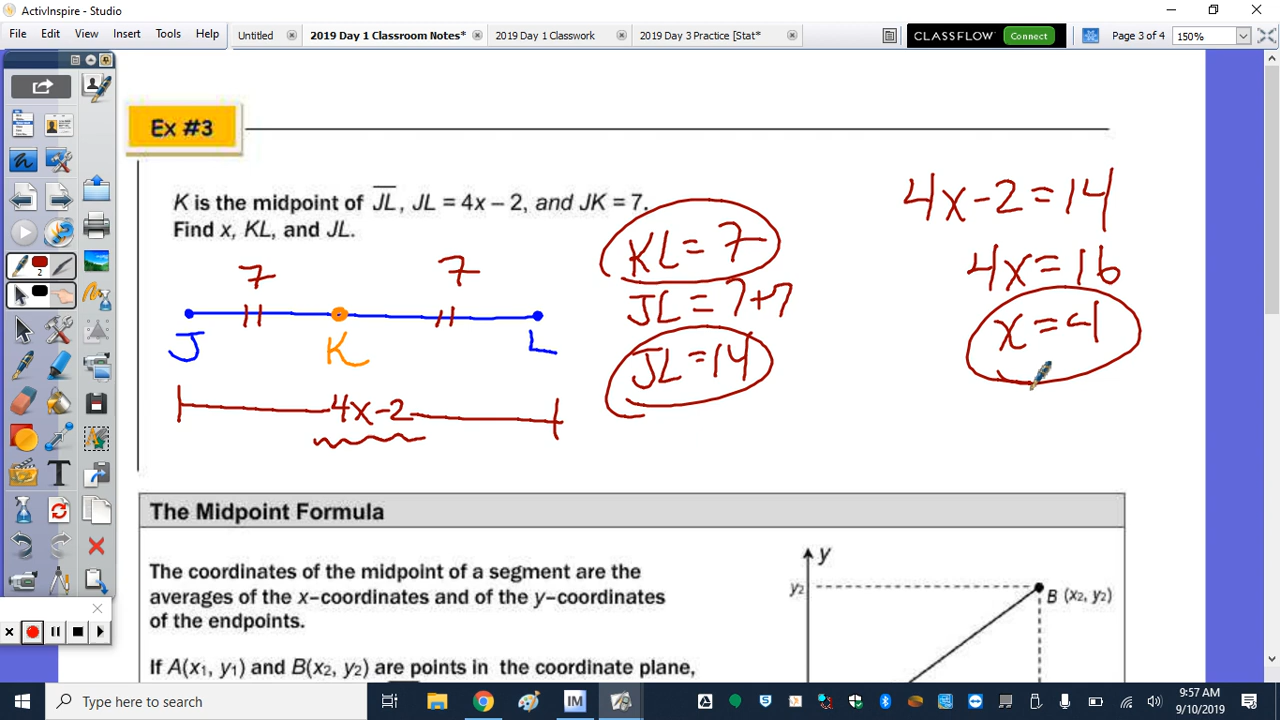 ActivInspire - Studio
File Edit View Insert Tools Help Untitled 2019 Day 1 Classroom Notes* 2019 Day 1 Classwork 2019 Day 3 Practice [Stat* CLASSFLOW Connect Page 3 of 4 150%
Ex #3
K is the midpoint of JL, JL = 4x – 2, and JK = 7.
Find x, KL, and JL.
7 7
J K L
4x-2
KL = 7
JL = 7+7
JL = 14
4x-2=14
4x=16
x=4
2
The Midpoint Formula
The coordinates of the midpoint of a segment are the
averages of the x–coordinates and of the y–coordinates
of the endpoints.
If A(x1, y1) and B(x2, y2) are points in the coordinate plane,
y
y2
B (x2, y2)
Type here to search
IM
9:57 AM
9/10/2019